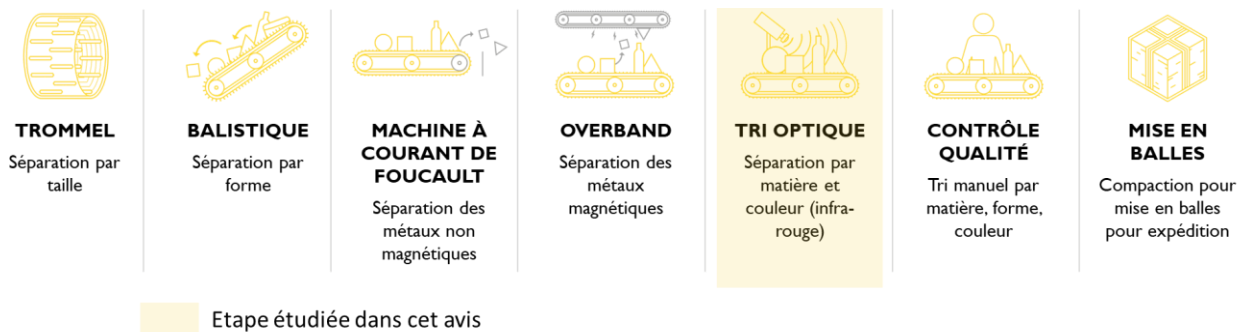 TROMMEL
Séparation par
taille
BALISTIQUE
Séparation par
forme
MACHINE À
COURANT DE
FOUCAULT
Séparation des
métaux non
magnétiques
OVERBAND
Séparation des
métaux
magnétiques
TRI OPTIQUE
Séparation par
matière et
couleur (infra-
rouge)
CONTRÔLE
QUALITÉ
Tri manuel par
matière, forme,
couleur
MISE EN
BALLES
Compaction pour
mise en balles
pour expédition
Etape étudiée dans cet avis